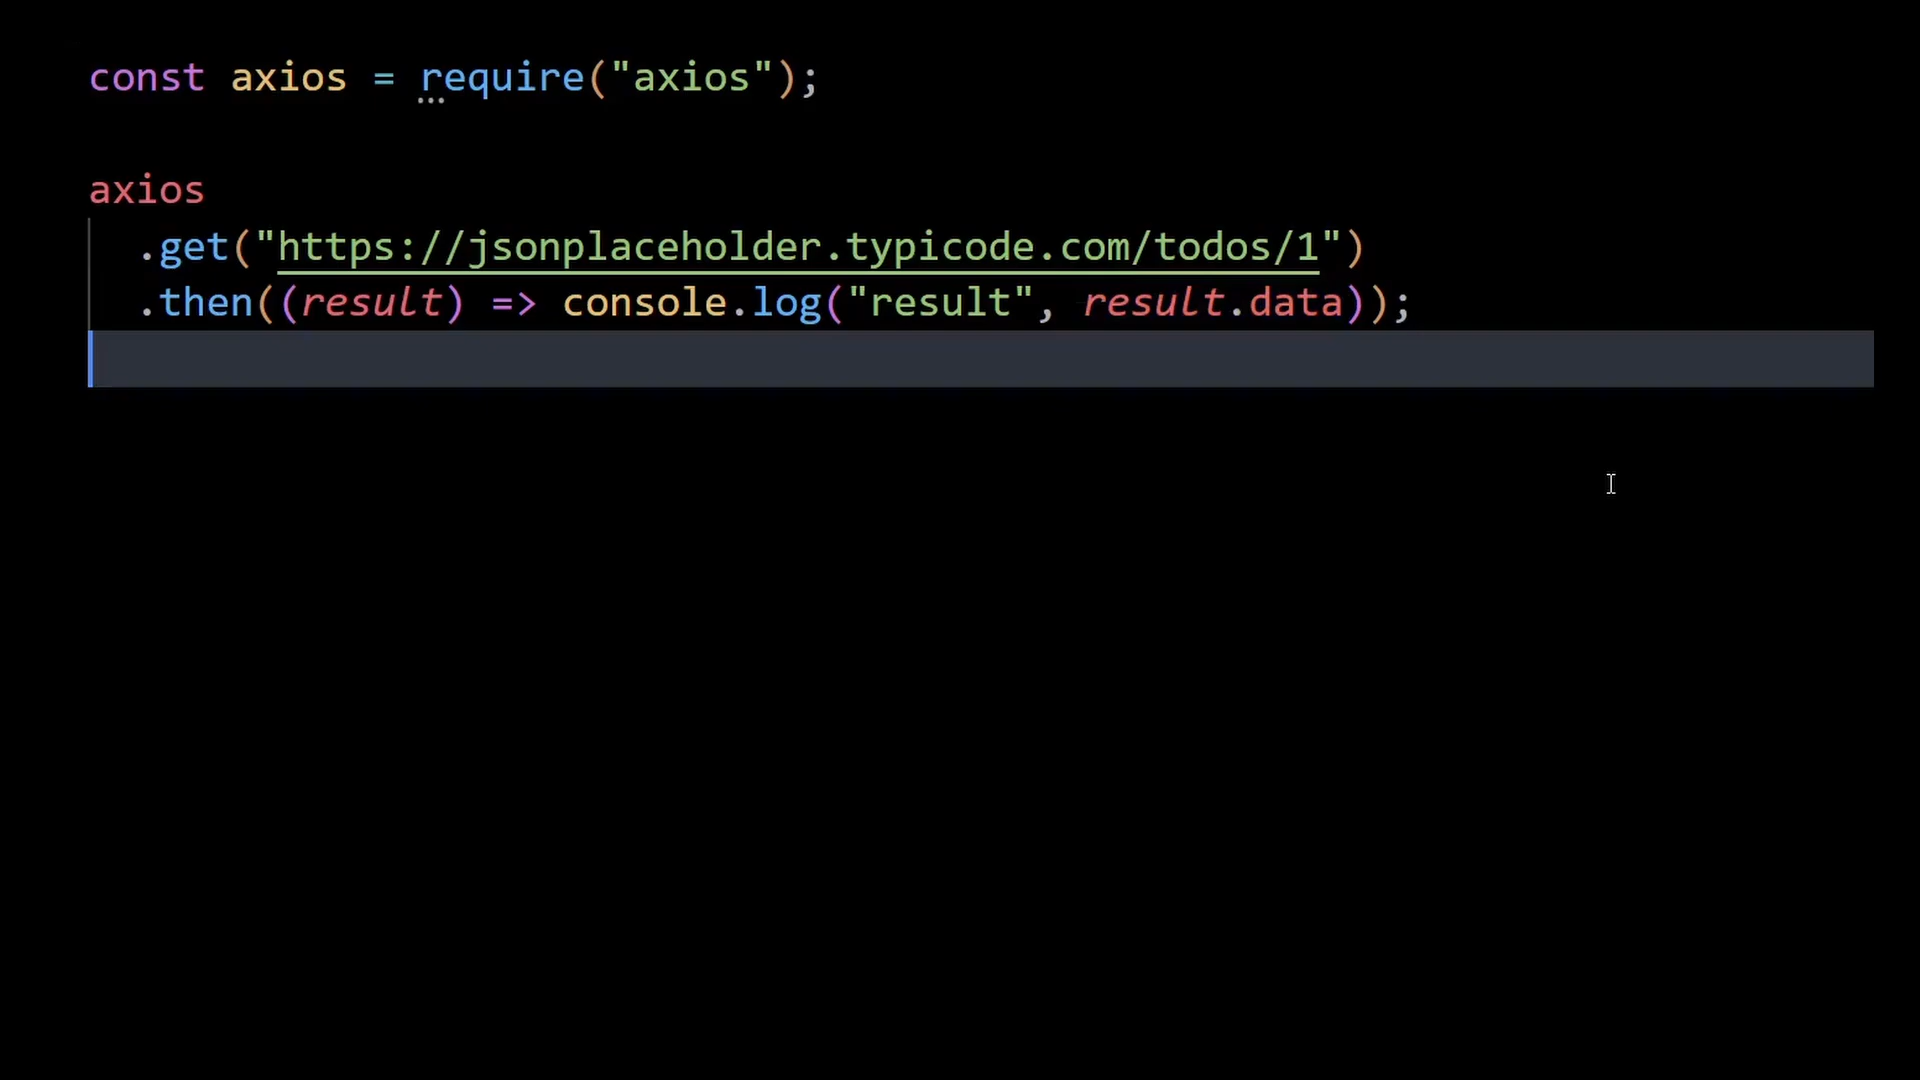 const axios = require("axios");
axios
.get("https://jsonplaceholder.typicode.com/todos/1")
.then((result) => console.log("result", result.data));